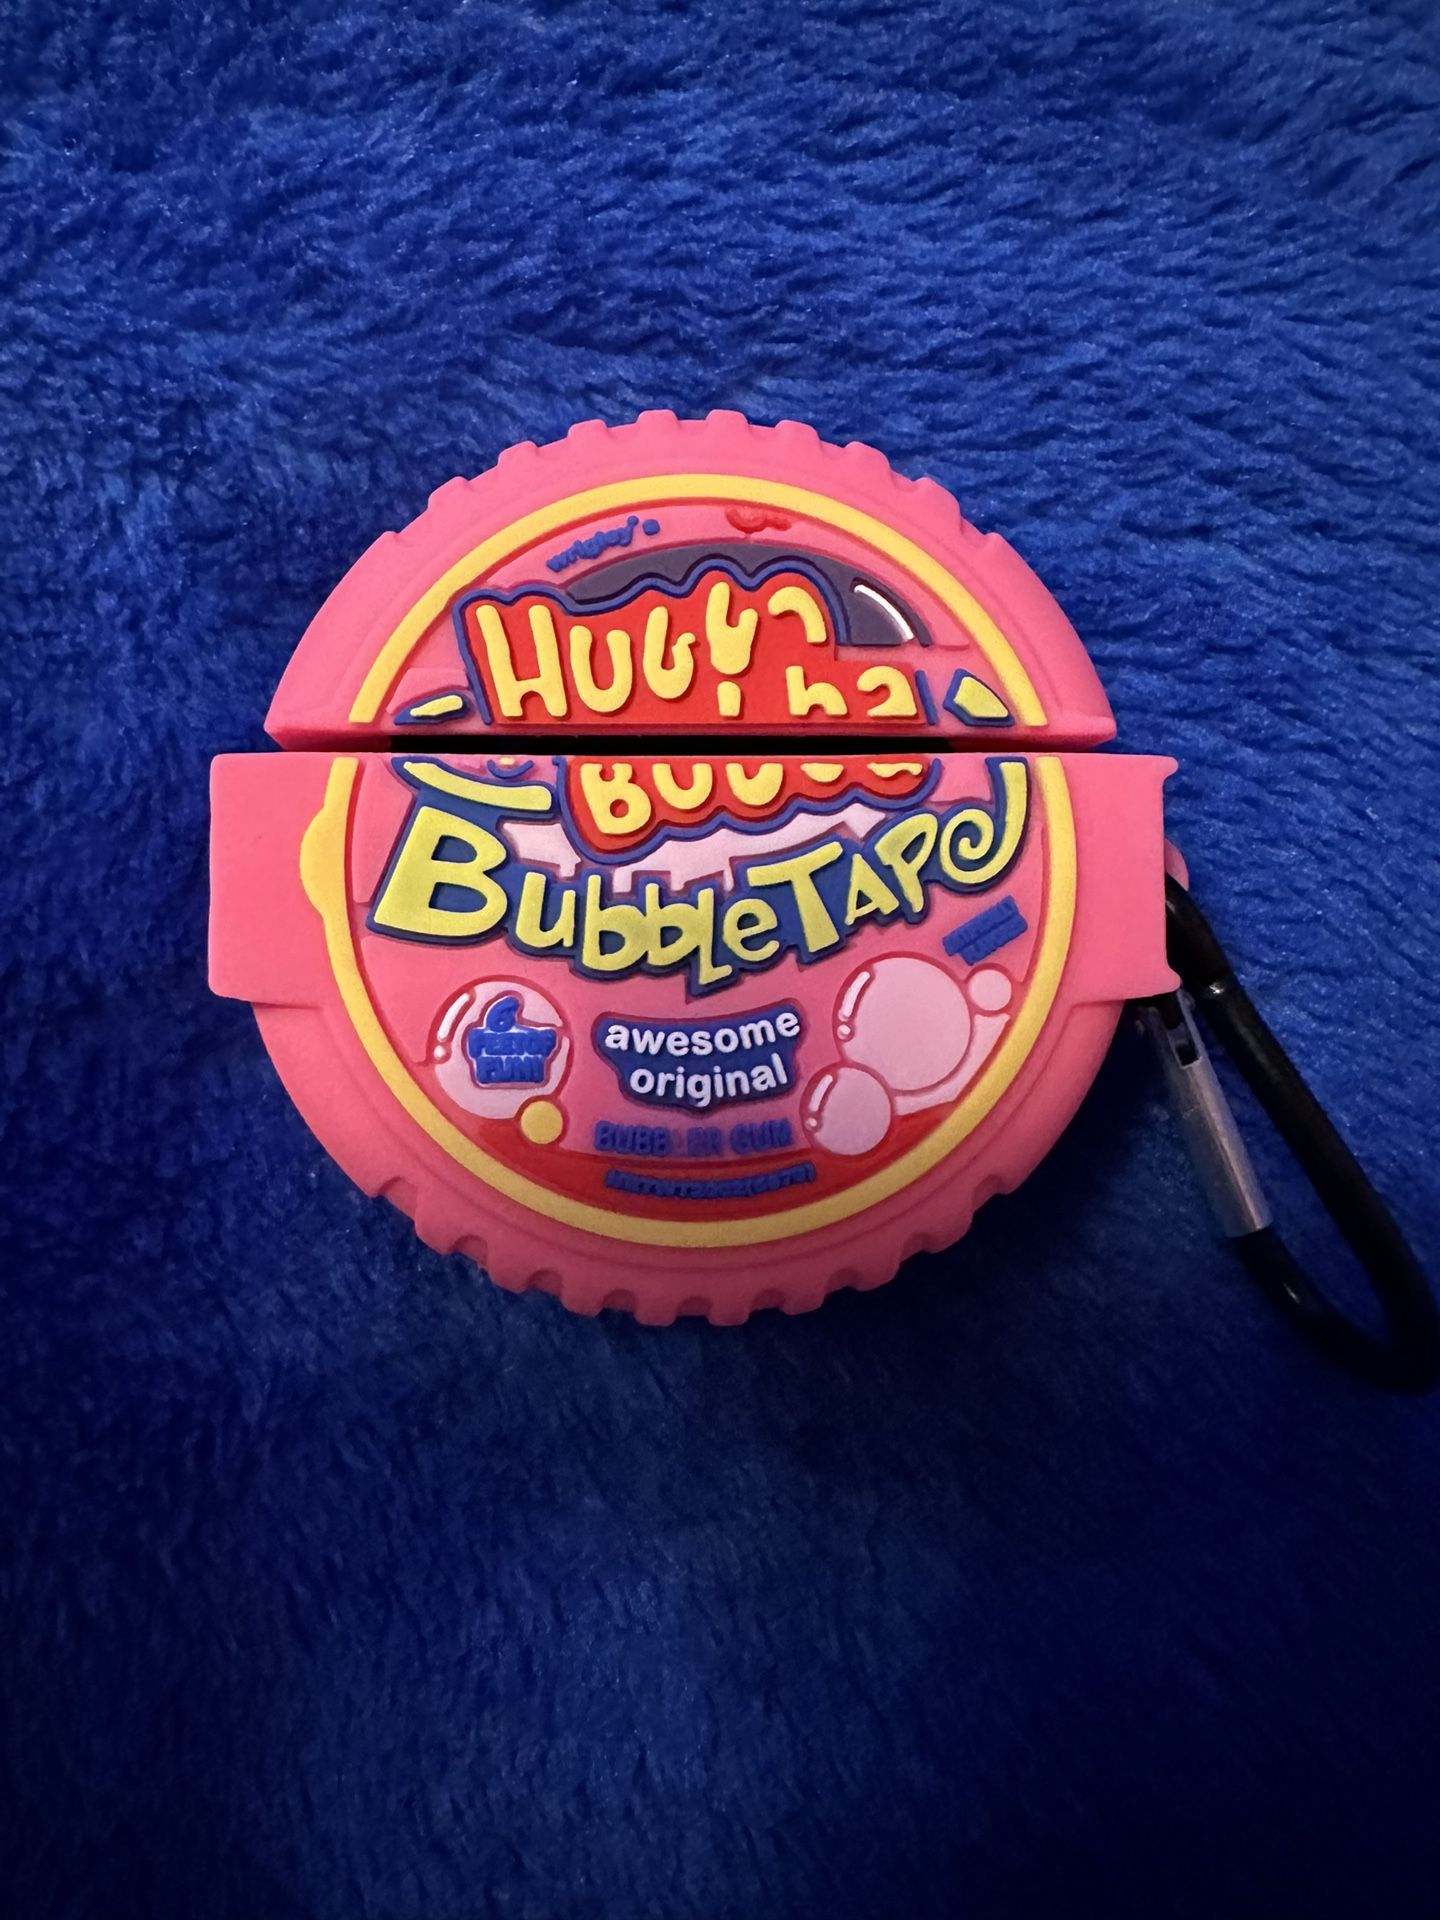 wrigley's
HUBBA
BUBBA
BubbleTAPe
awesome
original
6
FEET OF
FUN!